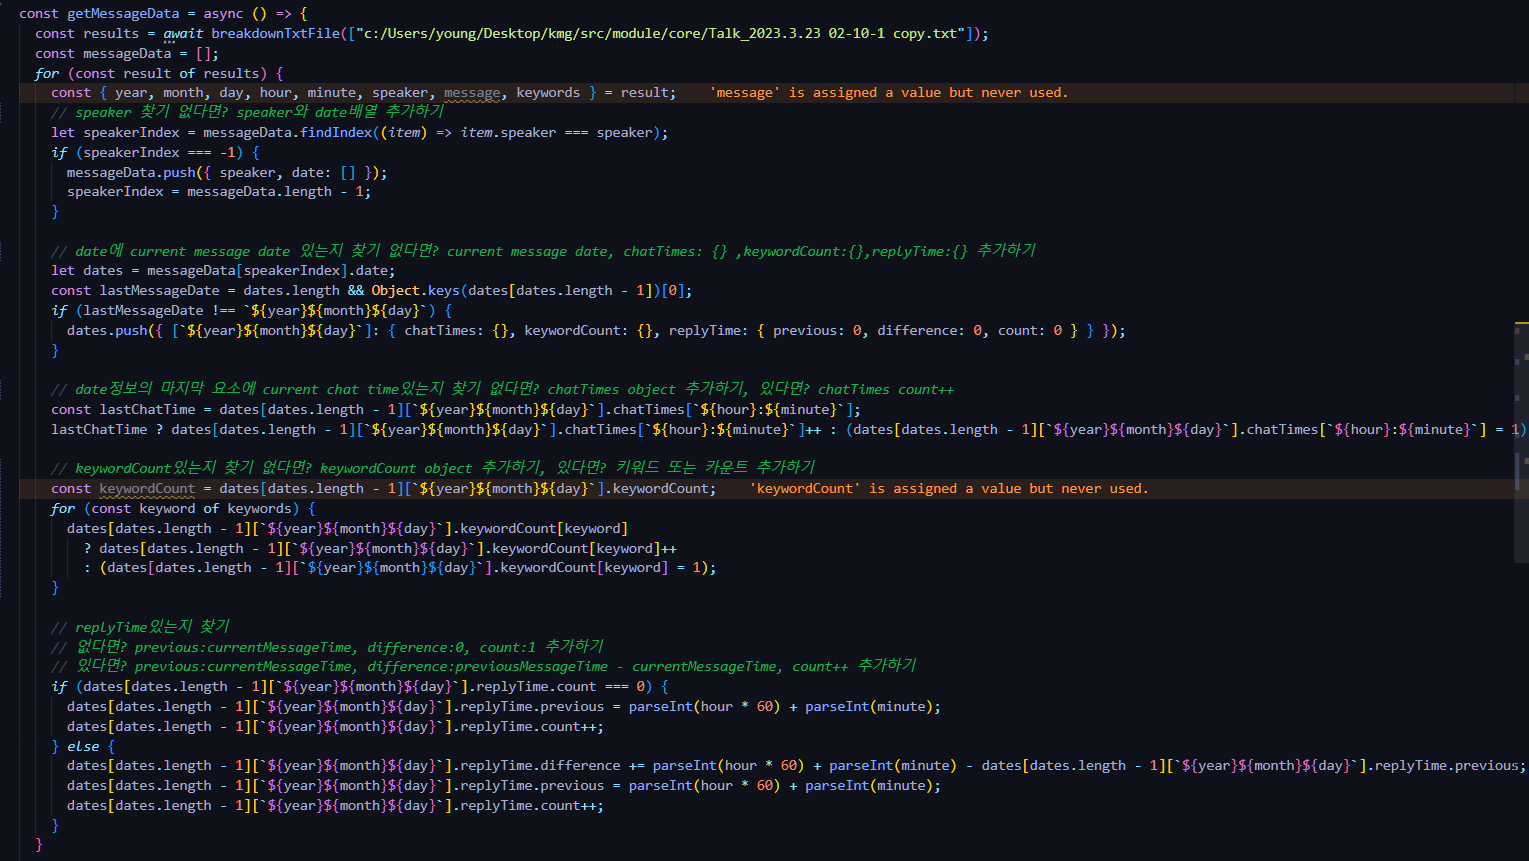 const getMessageData = async () => {
  const results = await breakdownTxtFile(["c:/Users/young/Desktop/kmg/src/module/core/Talk_2023.3.23 02-10-1 copy.txt"]);
  const messageData = [];
  for (const result of results) {
    const { year, month, day, hour, minute, speaker, message, keywords } = result;    'message' is assigned a value but never used.
    // speaker 찾기 없다면? speaker와 date배열 추가하기
    let speakerIndex = messageData.findIndex((item) => item.speaker === speaker);
    if (speakerIndex === -1) {
      messageData.push({ speaker, date: [] });
      speakerIndex = messageData.length - 1;
    }

    // date에 current message date 있는지 찾기 없다면? current message date, chatTimes: {} ,keywordCount:{},replyTime:{} 추가하기
    let dates = messageData[speakerIndex].date;
    const lastMessageDate = dates.length && Object.keys(dates[dates.length - 1])[0];
    if (lastMessageDate !== `${year}${month}${day}`) {
      dates.push({ [`${year}${month}${day}`]: { chatTimes: {}, keywordCount: {}, replyTime: { previous: 0, difference: 0, count: 0 } } });
    }

    // date정보의 마지막 요소에 current chat time있는지 찾기 없다면? chatTimes object 추가하기, 있다면? chatTimes count++
    const lastChatTime = dates[dates.length - 1][`${year}${month}${day}`].chatTimes[`${hour}:${minute}`];
    lastChatTime ? dates[dates.length - 1][`${year}${month}${day}`].chatTimes[`${hour}:${minute}`]++ : (dates[dates.length - 1][`${year}${month}${day}`].chatTimes[`${hour}:${minute}`] = 1)

    // keywordCount있는지 찾기 없다면? keywordCount object 추가하기, 있다면? 키워드 또는 카운트 추가하기
    const keywordCount = dates[dates.length - 1][`${year}${month}${day}`].keywordCount;    'keywordCount' is assigned a value but never used.
    for (const keyword of keywords) {
      dates[dates.length - 1][`${year}${month}${day}`].keywordCount[keyword]
        ? dates[dates.length - 1][`${year}${month}${day}`].keywordCount[keyword]++
        : (dates[dates.length - 1][`${year}${month}${day}`].keywordCount[keyword] = 1);
    }

    // replyTime있는지 찾기
    // 없다면? previous:currentMessageTime, difference:0, count:1 추가하기
    // 있다면? previous:currentMessageTime, difference:previousMessageTime - currentMessageTime, count++ 추가하기
    if (dates[dates.length - 1][`${year}${month}${day}`].replyTime.count === 0) {
      dates[dates.length - 1][`${year}${month}${day}`].replyTime.previous = parseInt(hour * 60) + parseInt(minute);
      dates[dates.length - 1][`${year}${month}${day}`].replyTime.count++;
    } else {
      dates[dates.length - 1][`${year}${month}${day}`].replyTime.difference += parseInt(hour * 60) + parseInt(minute) - dates[dates.length - 1][`${year}${month}${day}`].replyTime.previous;
      dates[dates.length - 1][`${year}${month}${day}`].replyTime.previous = parseInt(hour * 60) + parseInt(minute);
      dates[dates.length - 1][`${year}${month}${day}`].replyTime.count++;
    }
  }